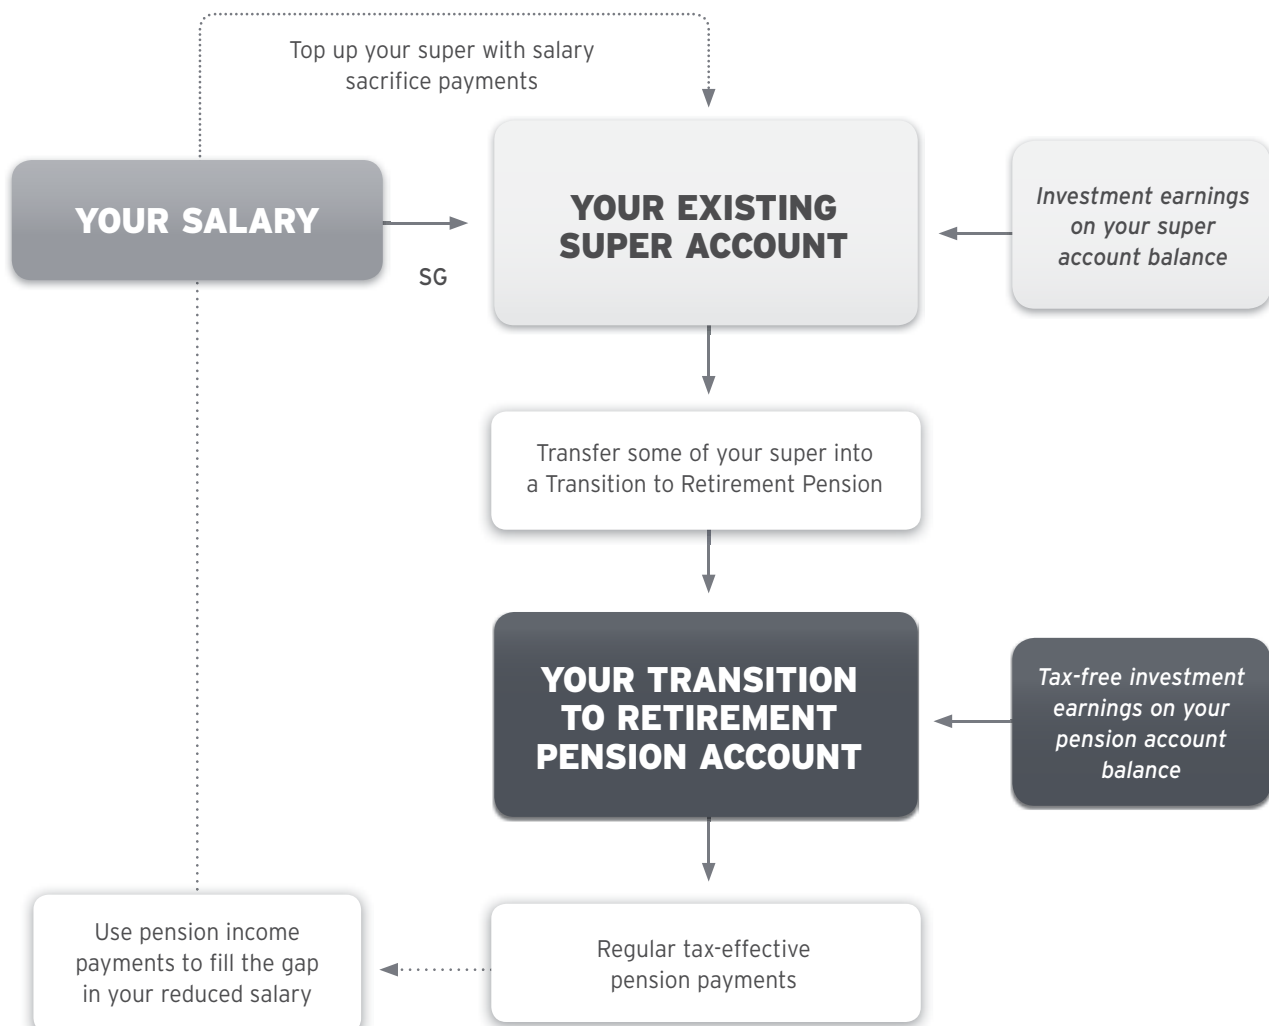 Top up your super with salary
sacrifice payments
YOUR SALARY
SG
YOUR EXISTING
SUPER ACCOUNT
Investment earnings
on your super
account balance
Transfer some of your super into
a Transition to Retirement Pension
YOUR TRANSITION
TO RETIREMENT
PENSION ACCOUNT
Tax-free investment
earnings on your
pension account
balance
Regular tax-effective
pension payments
Use pension income
payments to fill the gap
in your reduced salary